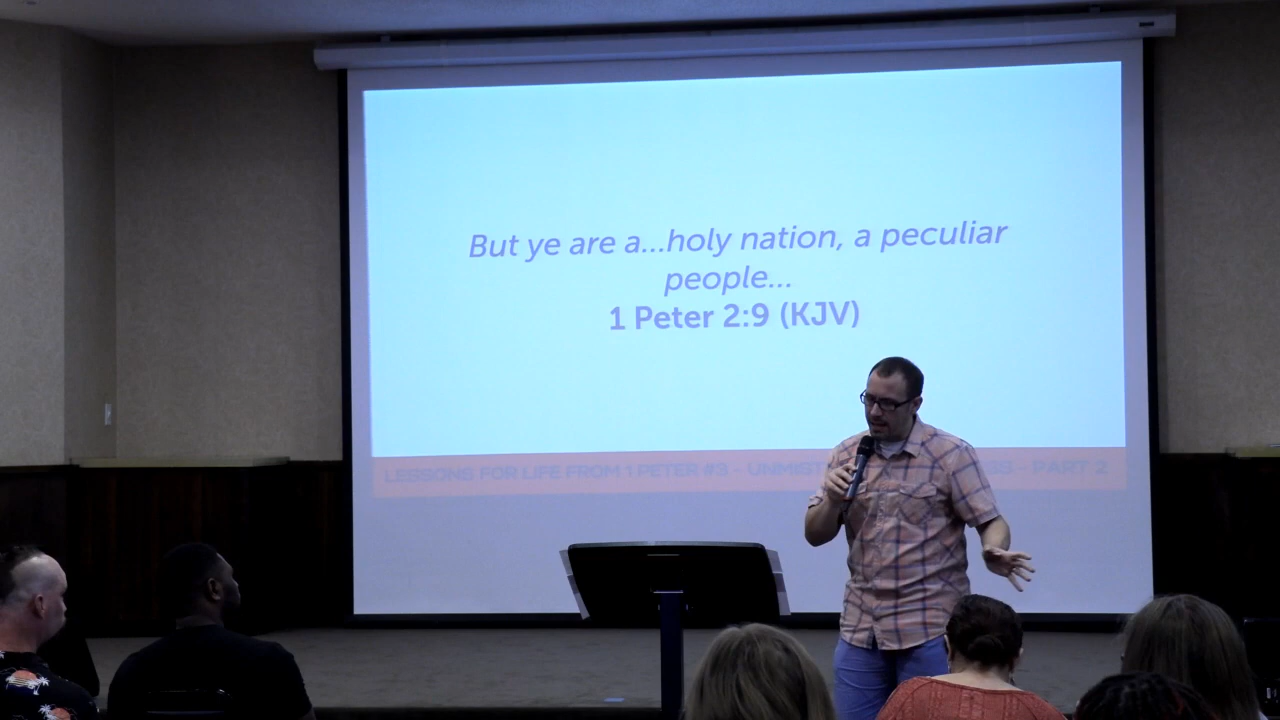 But ye are a...holy nation, a peculiar
people...
1 Peter 2:9 (KJV)
LESSONS FOR LIFE FROM 1 PETER #3 - - PART 2